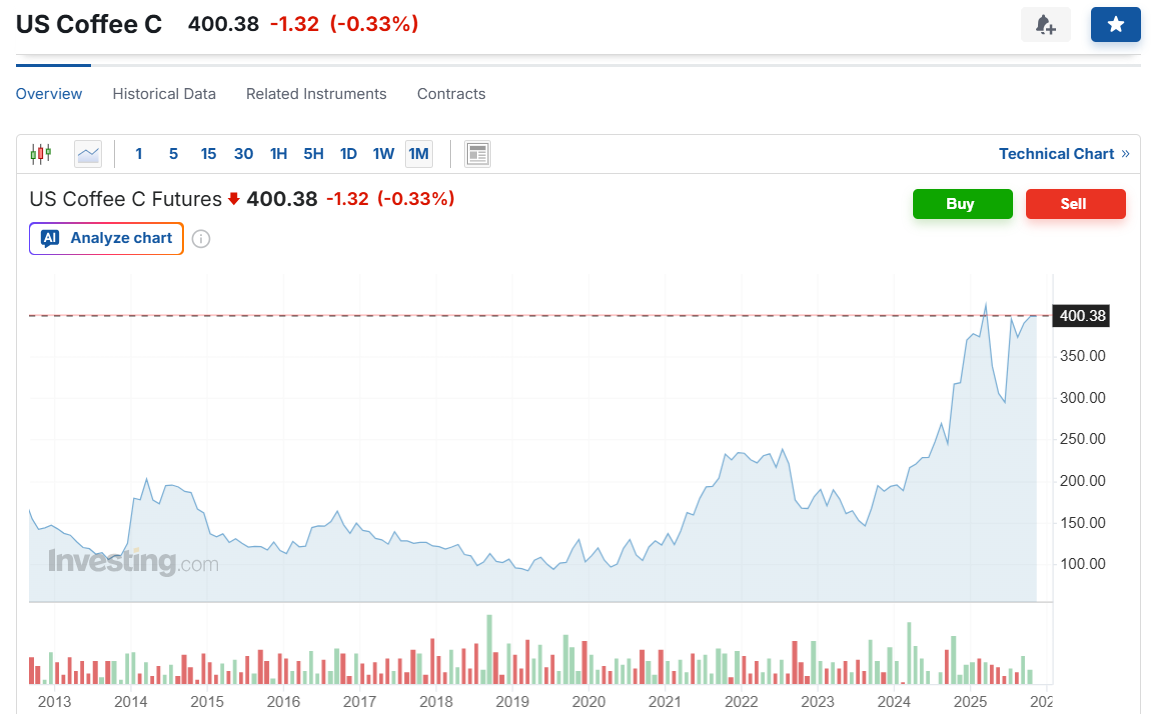 US Coffee C 400.38 -1.32 (-0.33%)
Overview Historical Data Related Instruments Contracts
1 5 15 30 1H 5H 1D 1W 1M Technical Chart »
US Coffee C Futures 400.38 -1.32 (-0.33%) Buy Sell
AI Analyze chart i
400.38
350.00
300.00
250.00
200.00
150.00
100.00
Investing.com
2013 2014 2015 2016 2017 2018 2019 2020 2021 2022 2023 2024 2025 202